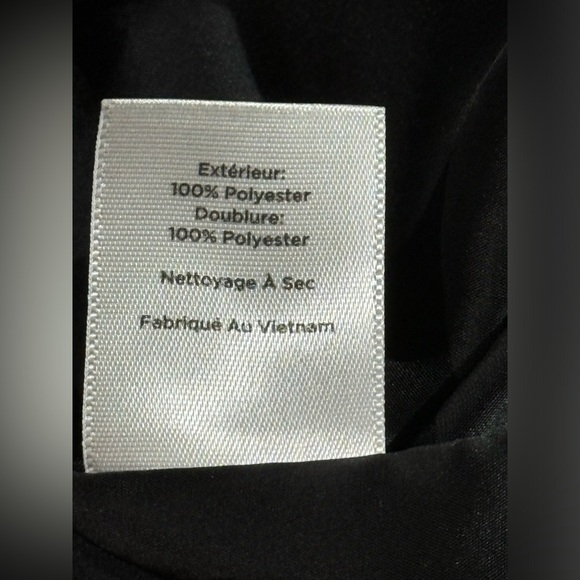 Extérieur:
100% Polyester
Doublure:
100% Polyester
Nettoyage À Sec
Fabriqué Au Vietnam